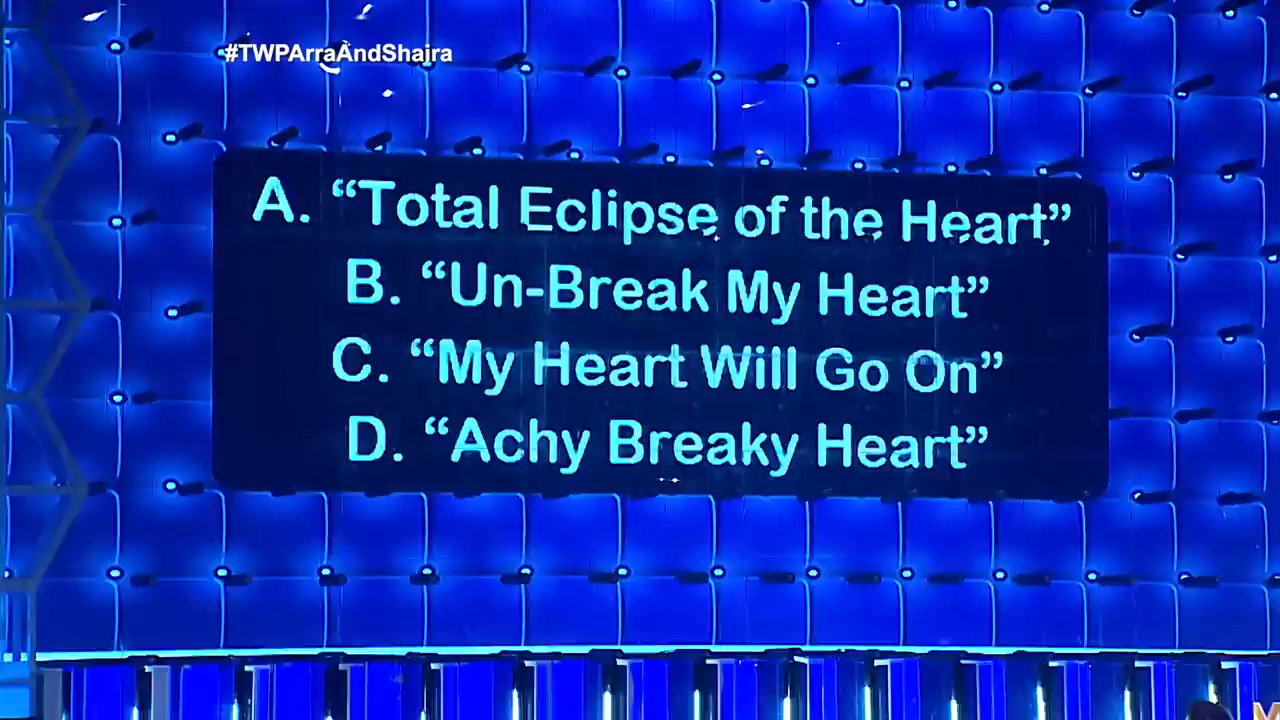 #TWPArraAndShaira
A. “Total Eclipse of the Heart”
B. “Un-Break My Heart”
C. “My Heart Will Go On”
D. “Achy Breaky Heart”